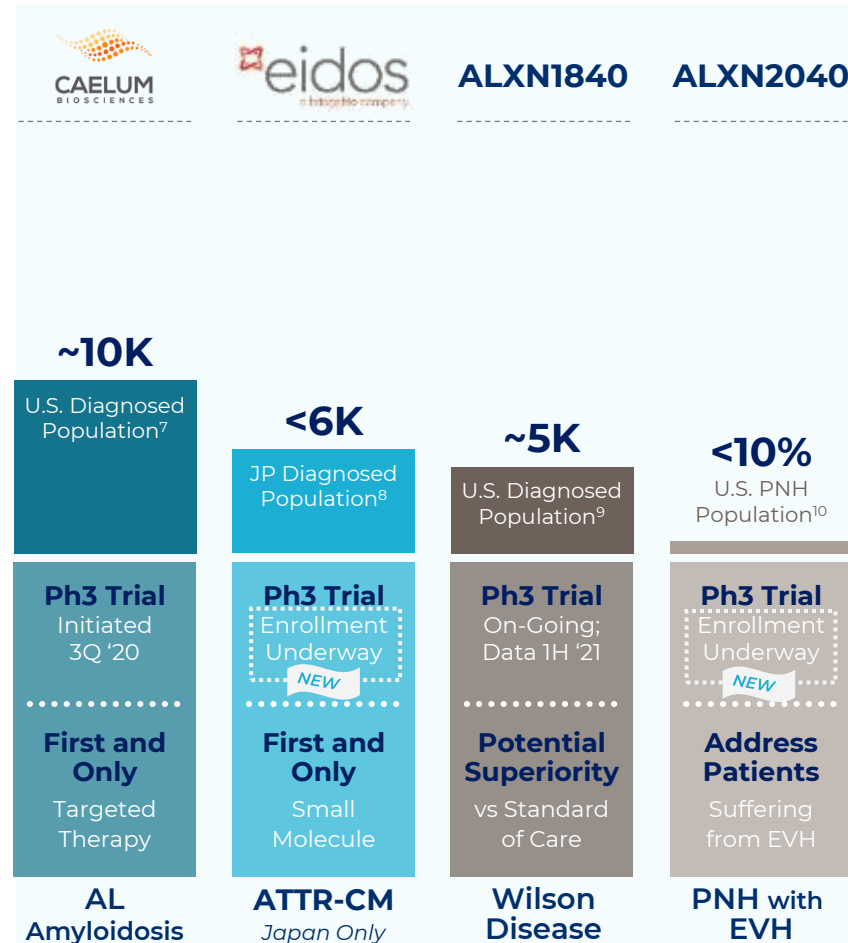 CAELUM
BIOSCIENCES
~10K
U.S. Diagnosed
Population⁷
Ph3 Trial
Initiated
3Q ‘20
First and
Only
Targeted
Therapy
AL
Amyloidosis
eidos
<6K
JP Diagnosed
Population⁸
Ph3 Trial
Enrollment
Underway
NEW
First and
Only
Small
Molecule
ATTR-CM
Japan Only
ALXN1840
~5K
U.S. Diagnosed
Population⁹
Ph3 Trial
On-Going;
Data 1H ‘21
Potential
Superiority
vs Standard
of Care
Wilson
Disease
ALXN2040
<10%
U.S. PNH
Population¹⁰
Ph3 Trial
Enrollment
Underway
NEW
Address
Patients
Suffering
from EVH
PNH with
EVH